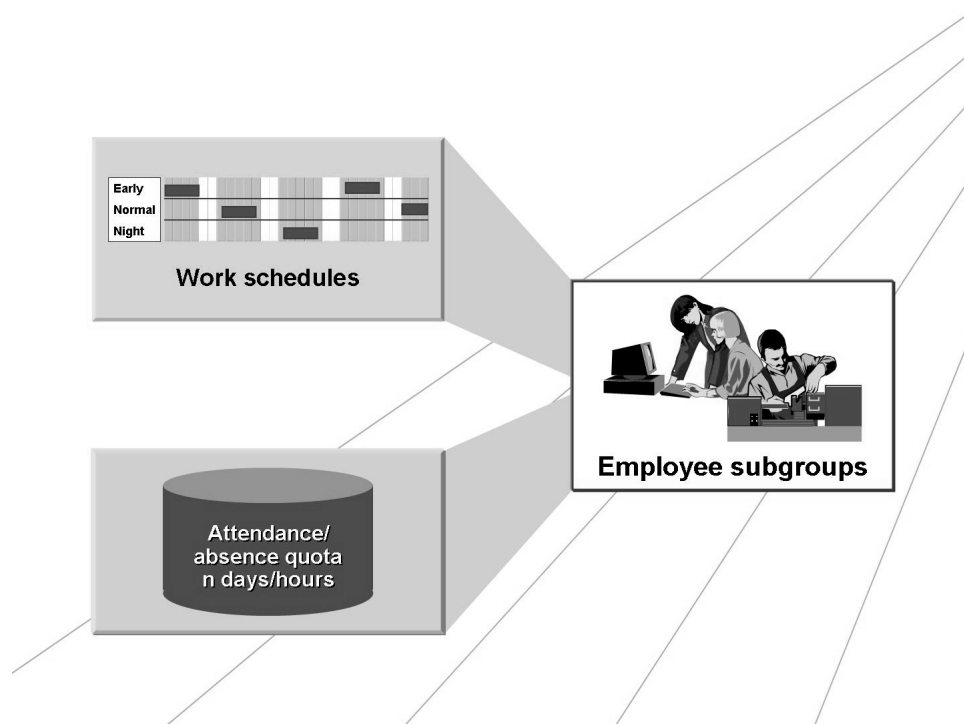 Early
Normal
Night
Work schedules
Attendance/
absence quota
n days/hours
Employee subgroups